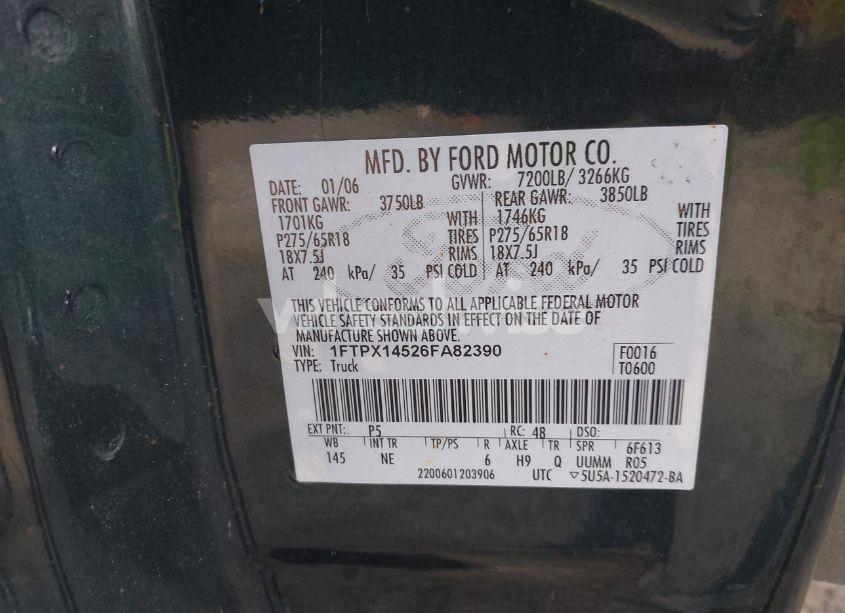 MFD. BY FORD MOTOR CO.
DATE: 01/06 GVWR: 7200LB/ 3266KG
FRONT GAWR: 3750LB REAR GAWR: 3850LB
1701KG WITH 1746KG WITH
P275/65R18 TIRES P275/65R18 TIRES
18X7.5J RIMS 18X7.5J RIMS
AT 240 kPa/ 35 PSI COLD AT 240 kPa/ 35 PSI COLD
THIS VEHICLE CONFORMS TO ALL APPLICABLE FEDERAL MOTOR
VEHICLE SAFETY STANDARDS IN EFFECT ON THE DATE OF
MANUFACTURE SHOWN ABOVE.
VIN: 1FTPX14526FA82390 F0016
TYPE: Truck T0600
EXT PNT: P5 RC: 48 DSO:
WB INT TR TP/PS R AXLE TR SPR 6F613
145 NE 6 H9 Q UUMM R05
2200601203906 UTC ▽5U5A-1520472-BA